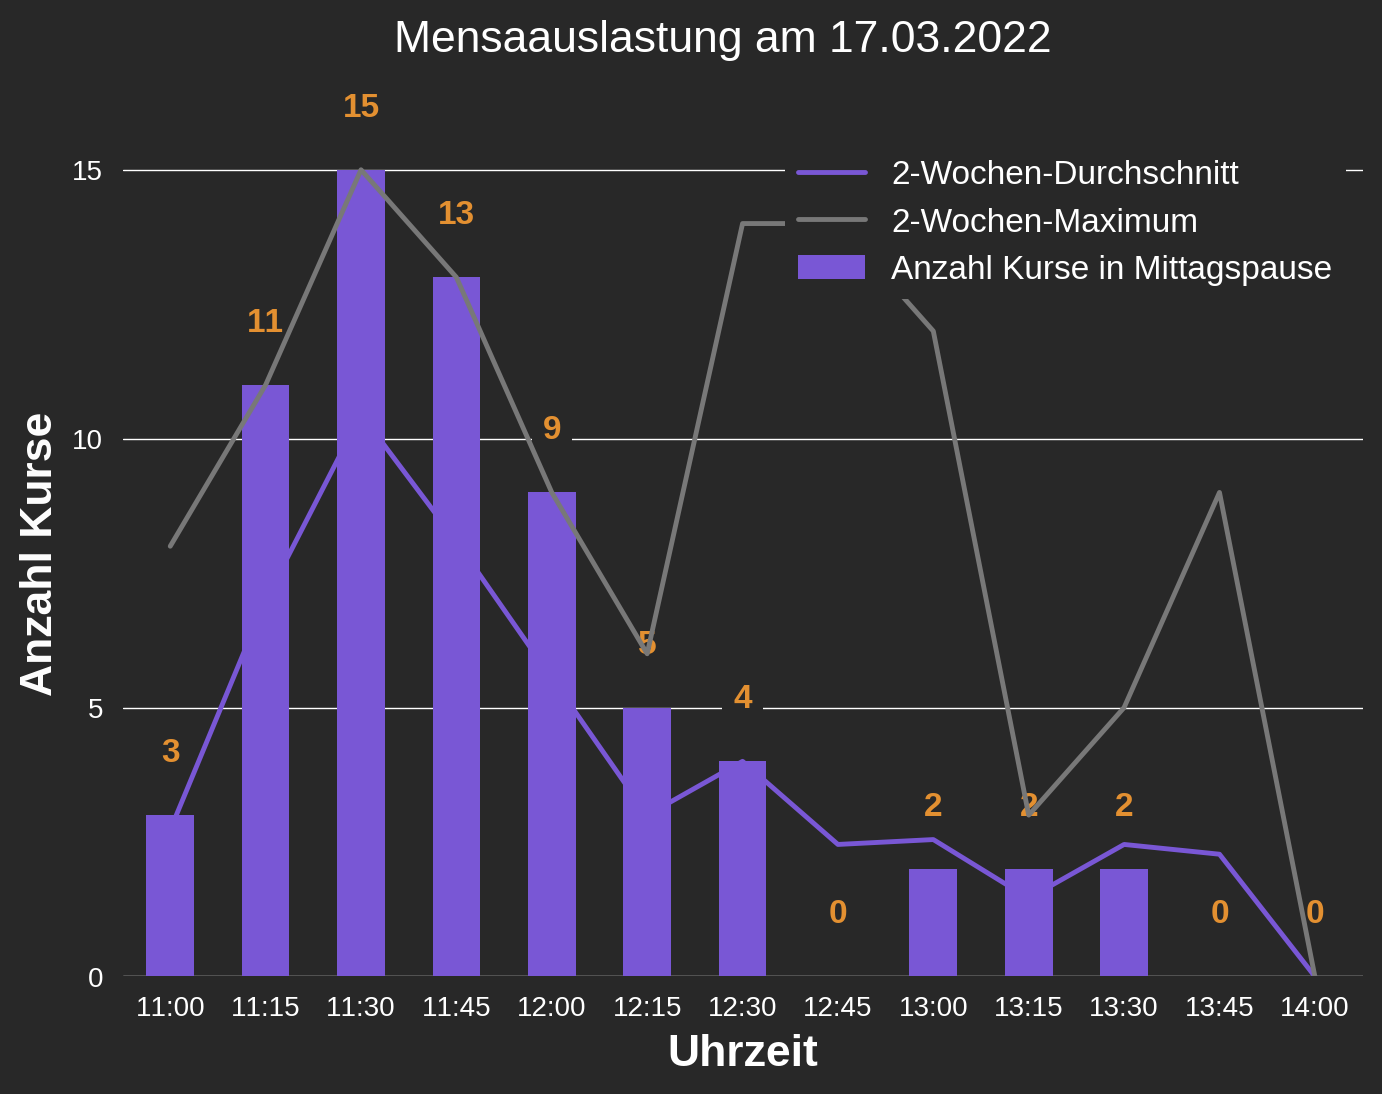 Mensaauslastung am 17.03.2022
15
15
2-Wochen-Durchschnitt
2-Wochen-Maximum
13
Anzahl Kurse in Mittagspause
11
Anzahl Kurse
10
9
5
5
4
3
2
2
2
0
0
0
0
11:00 11:15 11:30 11:45 12:00 12:15 12:30 12:45 13:00 13:15 13:30 13:45 14:00
Uhrzeit